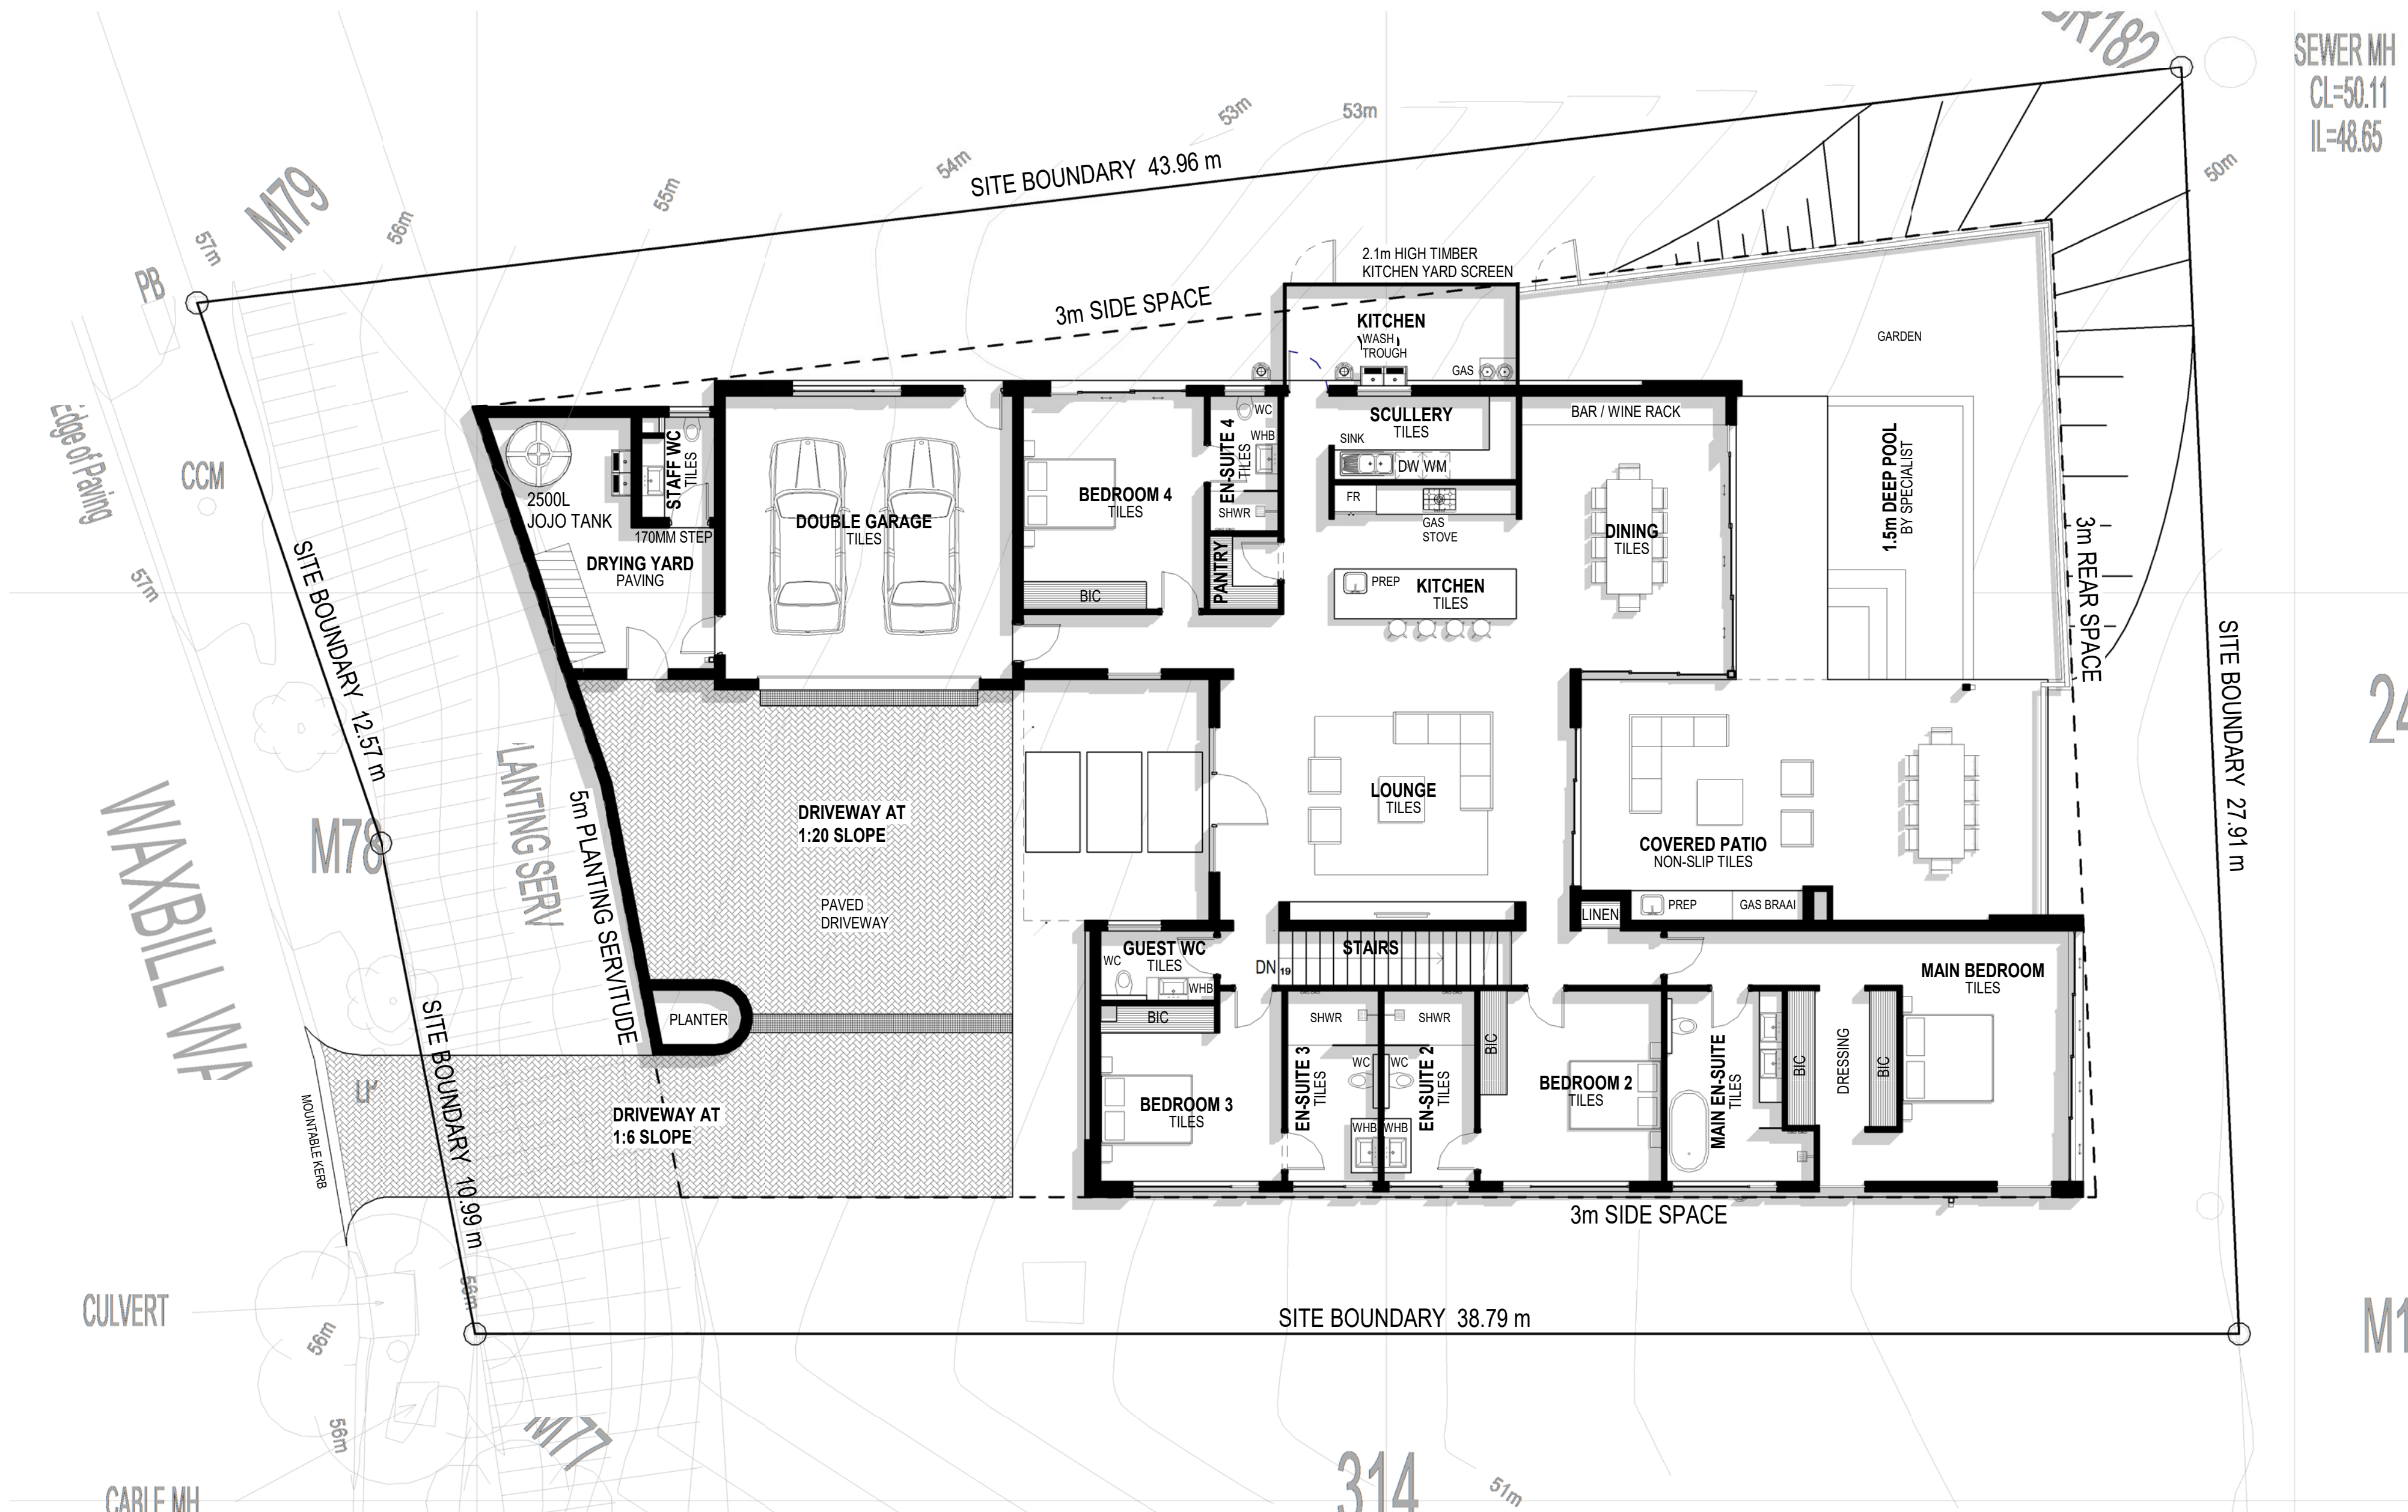 SEWER MH
CL=50.11
IL=48.65
53m
53m
54m
55m
56m
57m
50m
M79
PB
SITE BOUNDARY 43.96 m
2.1m HIGH TIMBER
KITCHEN YARD SCREEN
3m SIDE SPACE
KITCHEN
WASH
TROUGH
GAS
GARDEN
Edge of Paving
CCM
57m
SITE BOUNDARY 12.57 m
2500L
JOJO TANK
STAFF WC
TILES
170MM STEP
DRYING YARD
PAVING
DOUBLE GARAGE
TILES
BEDROOM 4
TILES
BIC
EN-SUITE 4
TILES
WC
WHB
SHWR
PANTRY
SCULLERY
TILES
SINK
DW WM
FR
GAS
STOVE
PREP
KITCHEN
TILES
BAR / WINE RACK
DINING
TILES
1.5m DEEP POOL
BY SPECIALIST
3m REAR SPACE
SITE BOUNDARY 27.91 m
24
WAXBILL WA
M78
LANTING SERV
5m PLANTING SERVITUDE
DRIVEWAY AT
1:20 SLOPE
PAVED
DRIVEWAY
LOUNGE
TILES
COVERED PATIO
NON-SLIP TILES
LINEN
PREP
GAS BRAAI
PLANTER
GUEST WC
TILES
WC
WHB
DN 19
STAIRS
MAIN BEDROOM
TILES
BIC
BEDROOM 3
TILES
SHWR
EN-SUITE 3
TILES
WC
WHB
SHWR
EN-SUITE 2
TILES
WC
WHB
BIC
BEDROOM 2
TILES
MAIN EN-SUITE
TILES
BIC
DRESSING
BIC
LP
MOUNTABLE KERB
SITE BOUNDARY 10.99 m
DRIVEWAY AT
1:6 SLOPE
3m SIDE SPACE
SITE BOUNDARY 38.79 m
CULVERT
56m
56m
56m
M77
314
51m
CABLE MH
M1